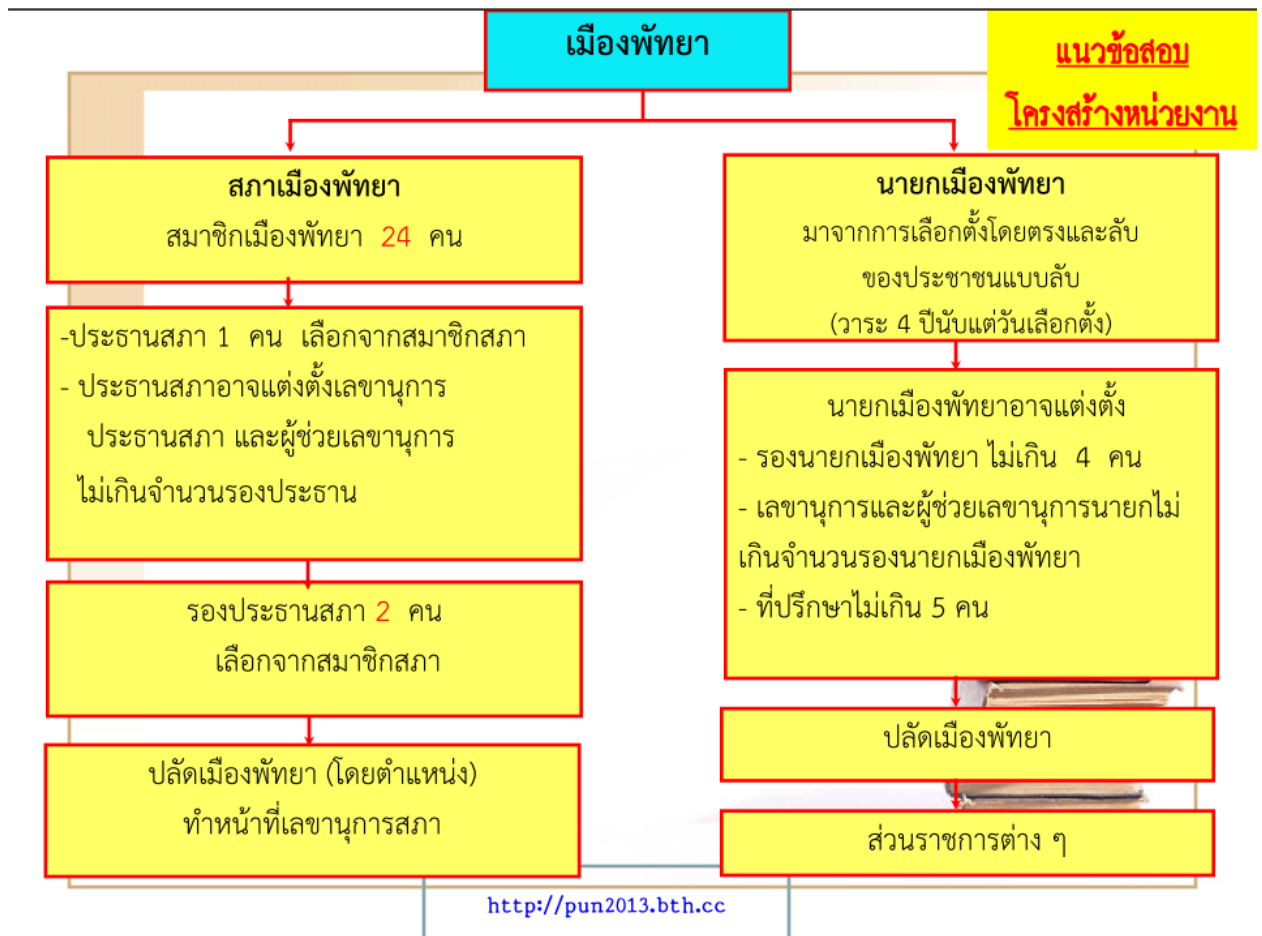 เมืองพัทยา
แนวข้อสอบ
โครงสร้างหน่วยงาน
สภาเมืองพัทยา
สมาชิกเมืองพัทยา 24 คน
-ประธานสภา 1 คน เลือกจากสมาชิกสภา
- ประธานสภาอาจแต่งตั้งเลขานุการ
ประธานสภา และผู้ช่วยเลขานุการ
ไม่เกินจำนวนรองประธาน
รองประธานสภา 2 คน
เลือกจากสมาชิกสภา
ปลัดเมืองพัทยา (โดยตำแหน่ง)
ทำหน้าที่เลขานุการสภา
นายกเมืองพัทยา
มาจากการเลือกตั้งโดยตรงและลับ
ของประชาชนแบบลับ
(วาระ 4 ปีนับแต่วันเลือกตั้ง)
นายกเมืองพัทยาอาจแต่งตั้ง
- รองนายกเมืองพัทยา ไม่เกิน 4 คน
- เลขานุการและผู้ช่วยเลขานุการนายกไม่
เกินจำนวนรองนายกเมืองพัทยา
- ที่ปรึกษาไม่เกิน 5 คน
ปลัดเมืองพัทยา
ส่วนราชการต่าง ๆ
http://pun2013.bth.cc